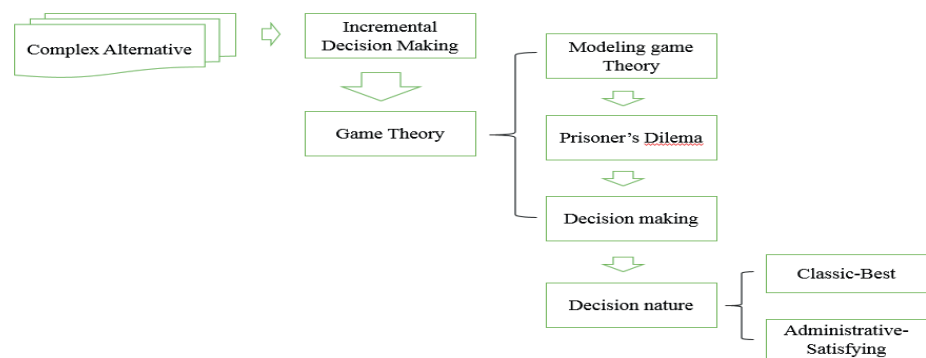 Complex Alternative
Incremental
Decision Making
Game Theory
Modeling game
Theory
Prisoner's Dilema
Decision making
Decision nature
Classic-Best
Administrative-
Satisfying